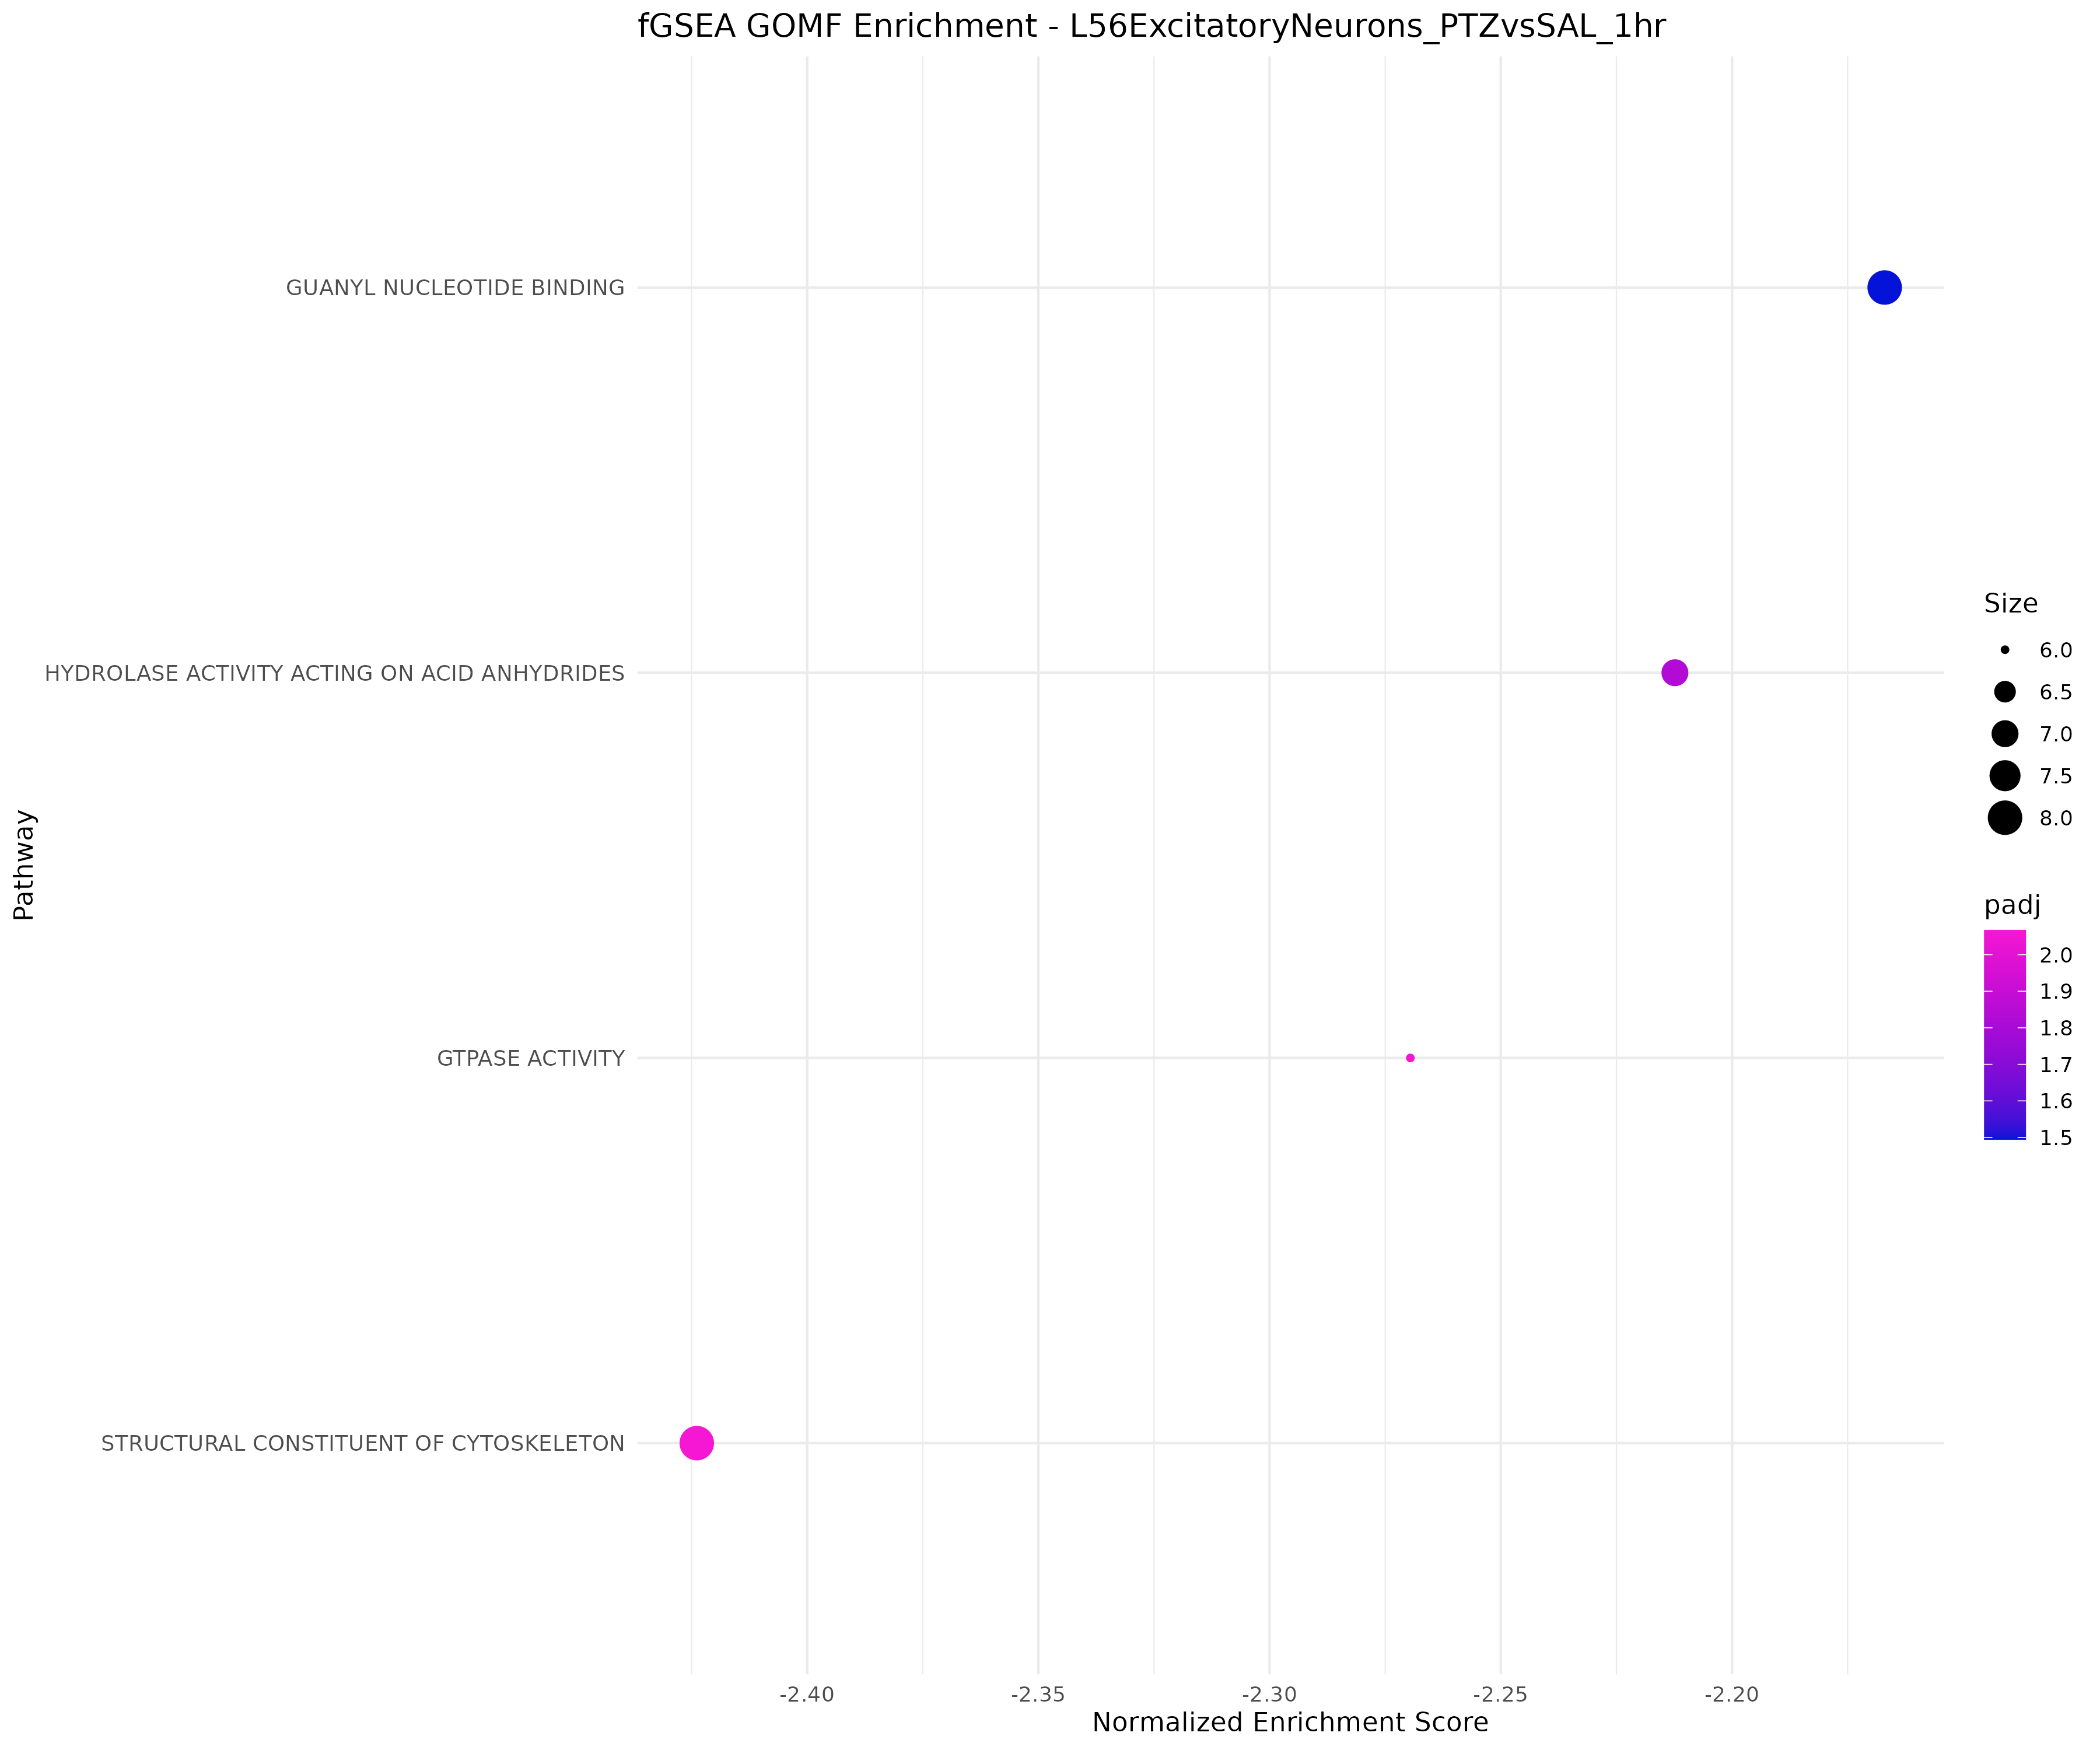 fGSEA GOMF Enrichment - L56ExcitatoryNeurons_PTZvsSAL_1hr
Pathway
GUANYL NUCLEOTIDE BINDING
HYDROLASE ACTIVITY ACTING ON ACID ANHYDRIDES
GTPASE ACTIVITY
STRUCTURAL CONSTITUENT OF CYTOSKELETON
-2.40 -2.35 -2.30 -2.25 -2.20
Normalized Enrichment Score
Size
6.0
6.5
7.0
7.5
8.0
padj
2.0
1.9
1.8
1.7
1.6
1.5